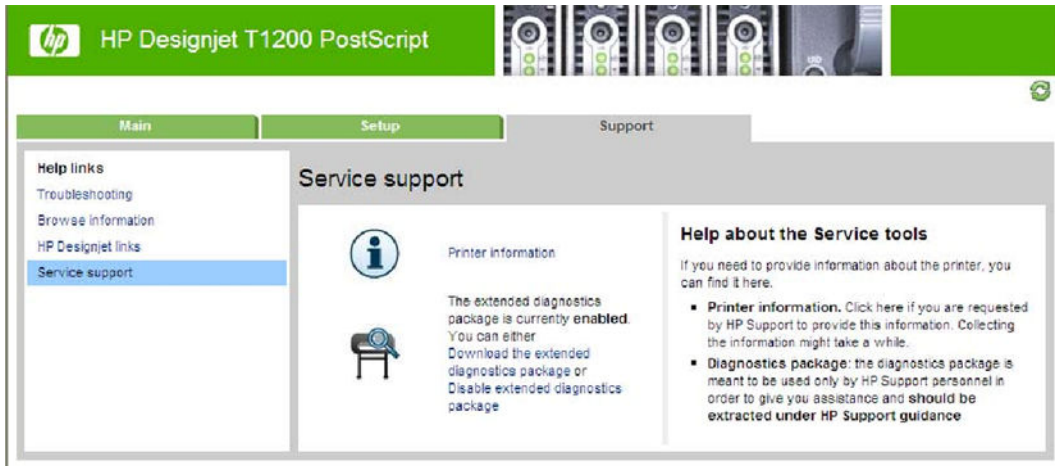 hp HP Designjet T1200 PostScript
Main
Setup
Support
Help links
Troubleshooting
Browse information
HP Designjet links
Service support
Service support
Printer information
The extended diagnostics
package is currently enabled.
You can either
Download the extended
diagnostics package or
Disable extended diagnostics
package
Help about the Service tools
If you need to provide information about the printer, you
can find it here.
▪ Printer information. Click here if you are requested
by HP Support to provide this information. Collecting
the information might take a while.
▪ Diagnostics package: the diagnostics package is
meant to be used only by HP Support personnel in
order to give you assistance and should be
extracted under HP Support guidance